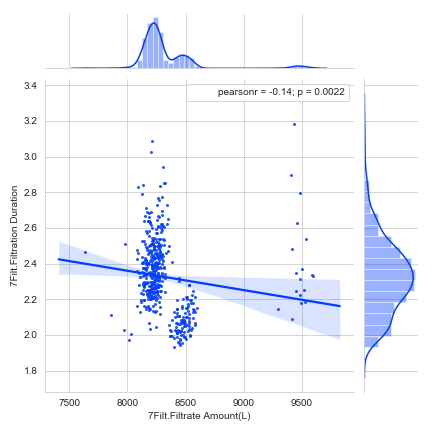 pearsonr = -0.14; p = 0.0022
3.4
3.2
3.0
2.8
2.6
2.4
2.2
2.0
1.8
7Filt.Filtration Duration
7500 8000 8500 9000 9500
7Filt.Filtrate Amount(L)